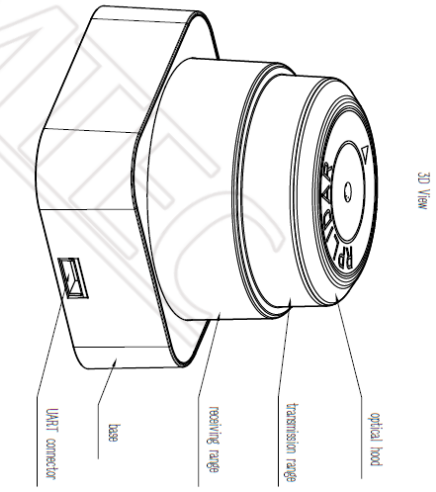 3D View
RPLIDAR
optical hood
transmission range
receiving range
base
UART connector